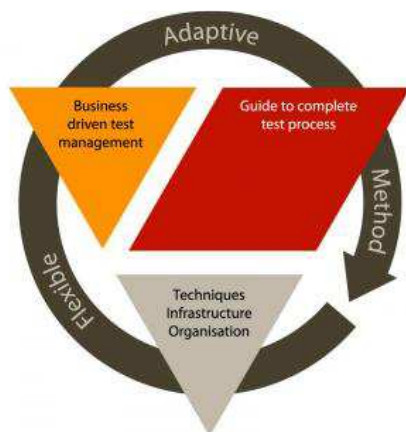 Adaptive
Business
driven test
management
Guide to complete
test process
Method
Flexible
Techniques
Infrastructure
Organisation